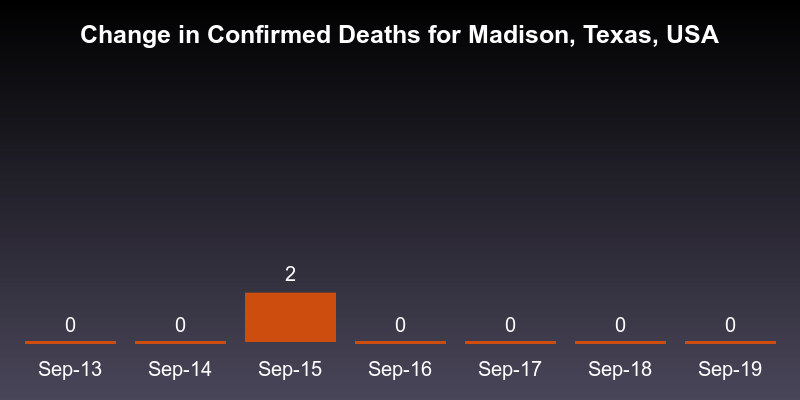 Change in Confirmed Deaths for Madison, Texas, USA
2
0 0 0 0 0 0
Sep-13 Sep-14 Sep-15 Sep-16 Sep-17 Sep-18 Sep-19